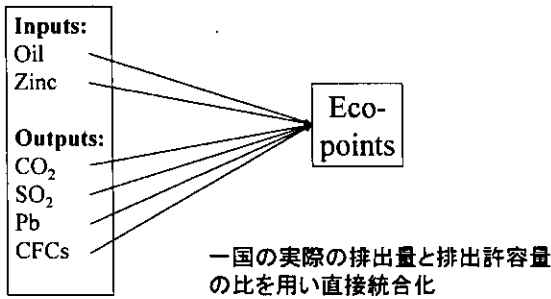 Inputs:
Oil
Zinc
Outputs:
CO₂
SO₂
Pb
CFCs
Eco-
points
一国の実際の排出量と排出許容量
の比を用い直接統合化